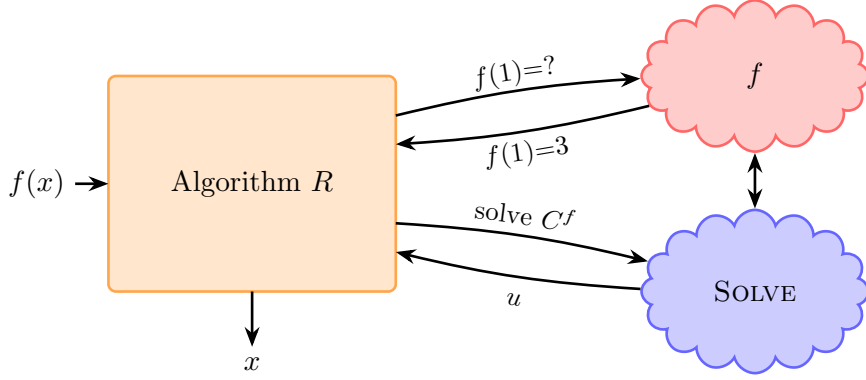 f(1)=?
f
f(x)
Algorithm R
f(1)=3
solve C^f
SOLVE
u
x